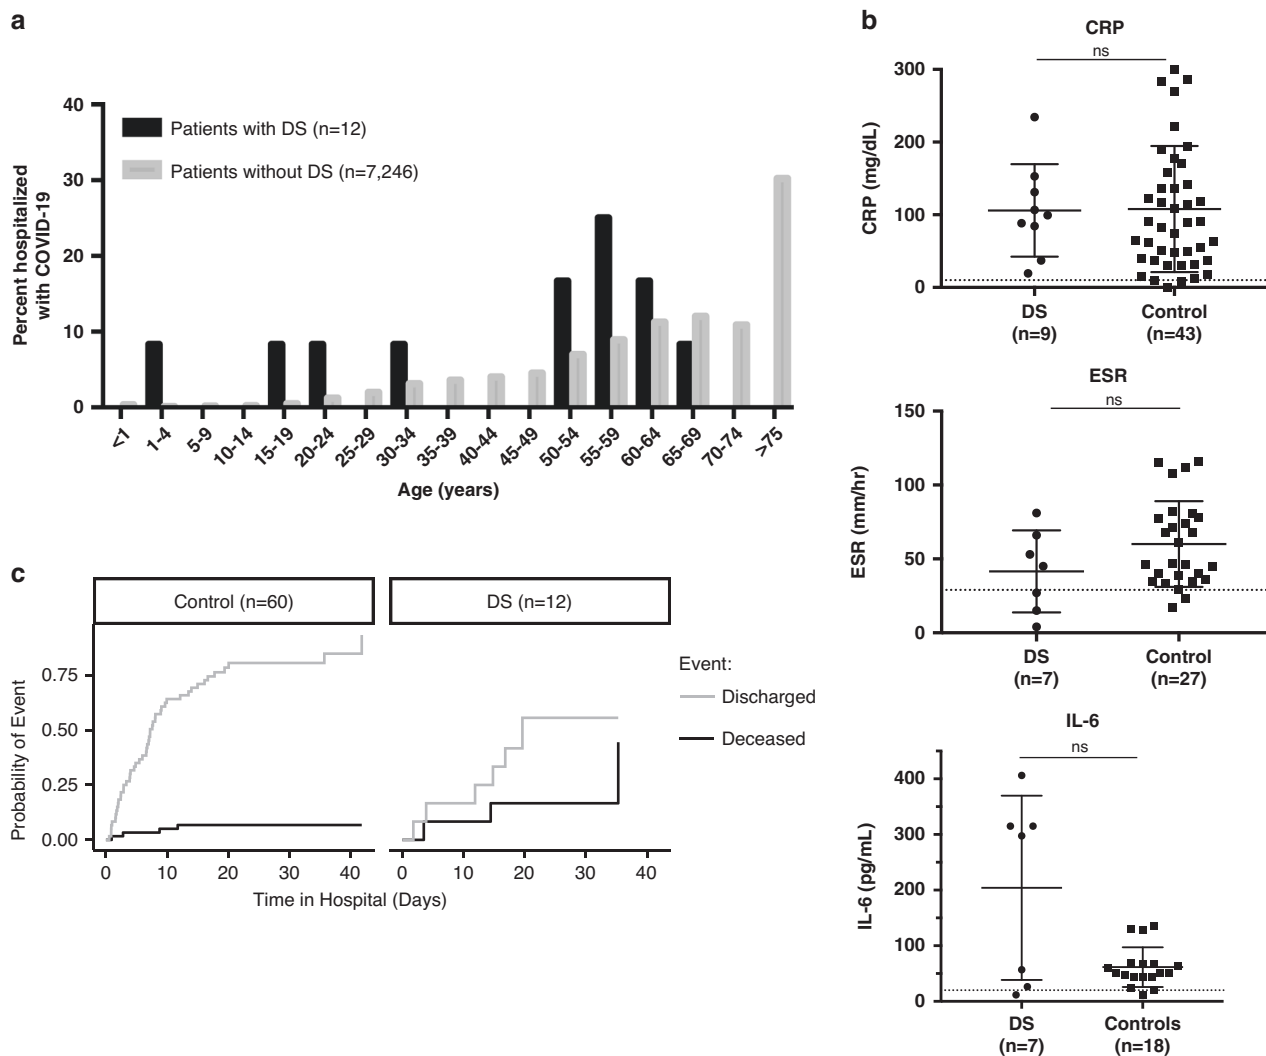 a
Percent hospitalized
with COVID-19
40
30
20
10
0
Patients with DS (n=12)
Patients without DS (n=7,246)
<1
1-4
5-9
10-14
15-19
20-24
25-29
30-34
35-39
40-44
45-49
50-54
55-59
60-64
65-69
70-74
>75
Age (years)
b
CRP
ns
CRP (mg/dL)
300
200
100
0
DS
(n=9)
Control
(n=43)
ESR
ns
ESR (mm/hr)
150
100
50
0
DS
(n=7)
Control
(n=27)
IL-6
ns
IL-6 (pg/mL)
400
300
200
100
0
DS
(n=7)
Controls
(n=18)
c
Control (n=60)
DS (n=12)
Probability of Event
0.75
0.50
0.25
0.00
0
10
20
30
40
0
10
20
30
40
Time in Hospital (Days)
Event:
Discharged
Deceased